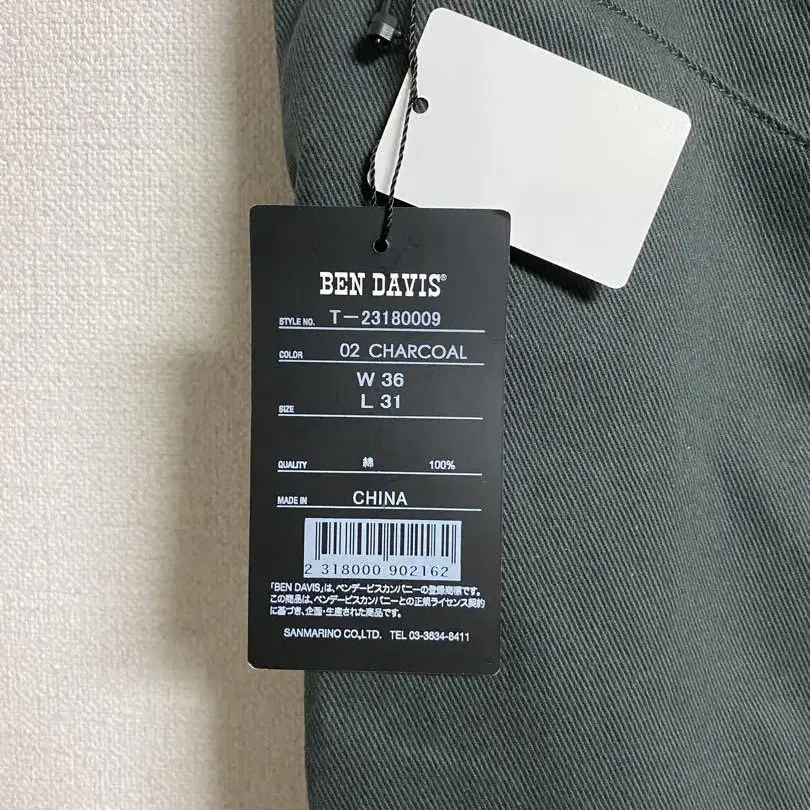 BEN DAVIS®
STYLE NO. T-23180009
COLOR 02 CHARCOAL
W 36
SIZE L 31
QUALITY 綿 100%
MADE IN CHINA
2 318000 902162
「BEN DAVIS」は、ベンデービスカンパニーの登録商標です。
この商品は、ベンデービスカンパニーとの正規ライセンス契約
に基づき、企画・生産された商品です。
SANMARINO CO.,LTD. TEL 03-3634-8411